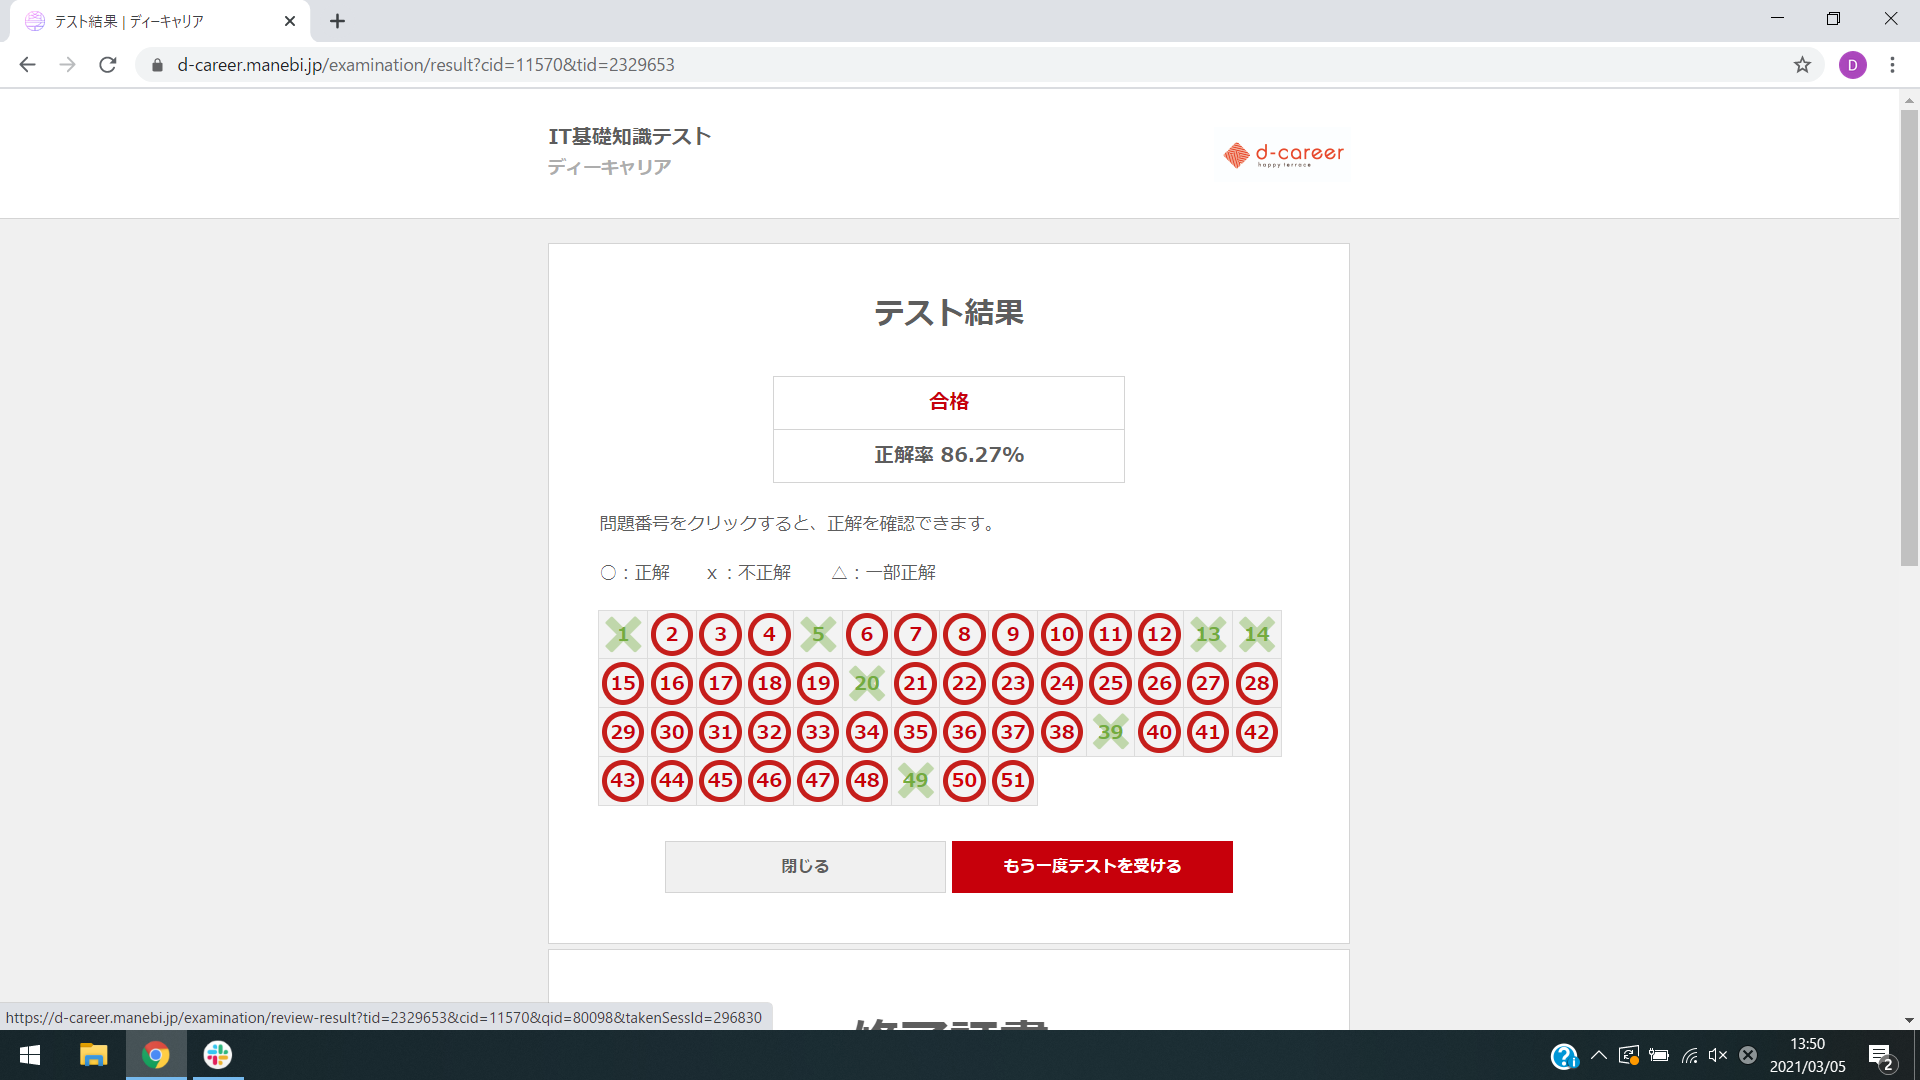 テスト結果 | ディーキャリア
d-career.manebi.jp/examination/result?cid=11570&tid=2329653
D
IT基礎知識テスト
ディーキャリア
d-career
happy terrace
テスト結果
合格
正解率 86.27%
問題番号をクリックすると、正解を確認できます。
○：正解 x：不正解 △：一部正解
1 2 3 4 5 6 7 8 9 10 11 12 13 14
15 16 17 18 19 20 21 22 23 24 25 26 27 28
29 30 31 32 33 34 35 36 37 38 39 40 41 42
43 44 45 46 47 48 49 50 51
閉じる もう一度テストを受ける
修了証書
https://d-career.manebi.jp/examination/review-result?tid=2329653&cid=11570&qid=80098&takenSessId=296830
13:50
2021/03/05
2